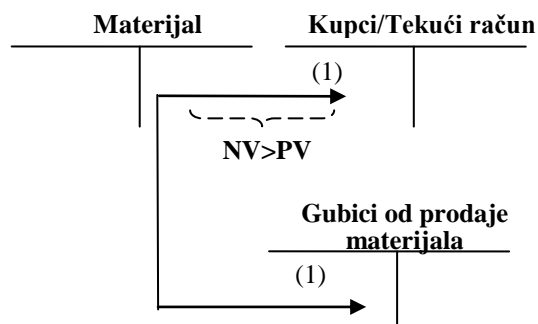 Materijal
Kupci/Tekući račun
(1)
NV>PV
Gubici od prodaje
materijala
(1)